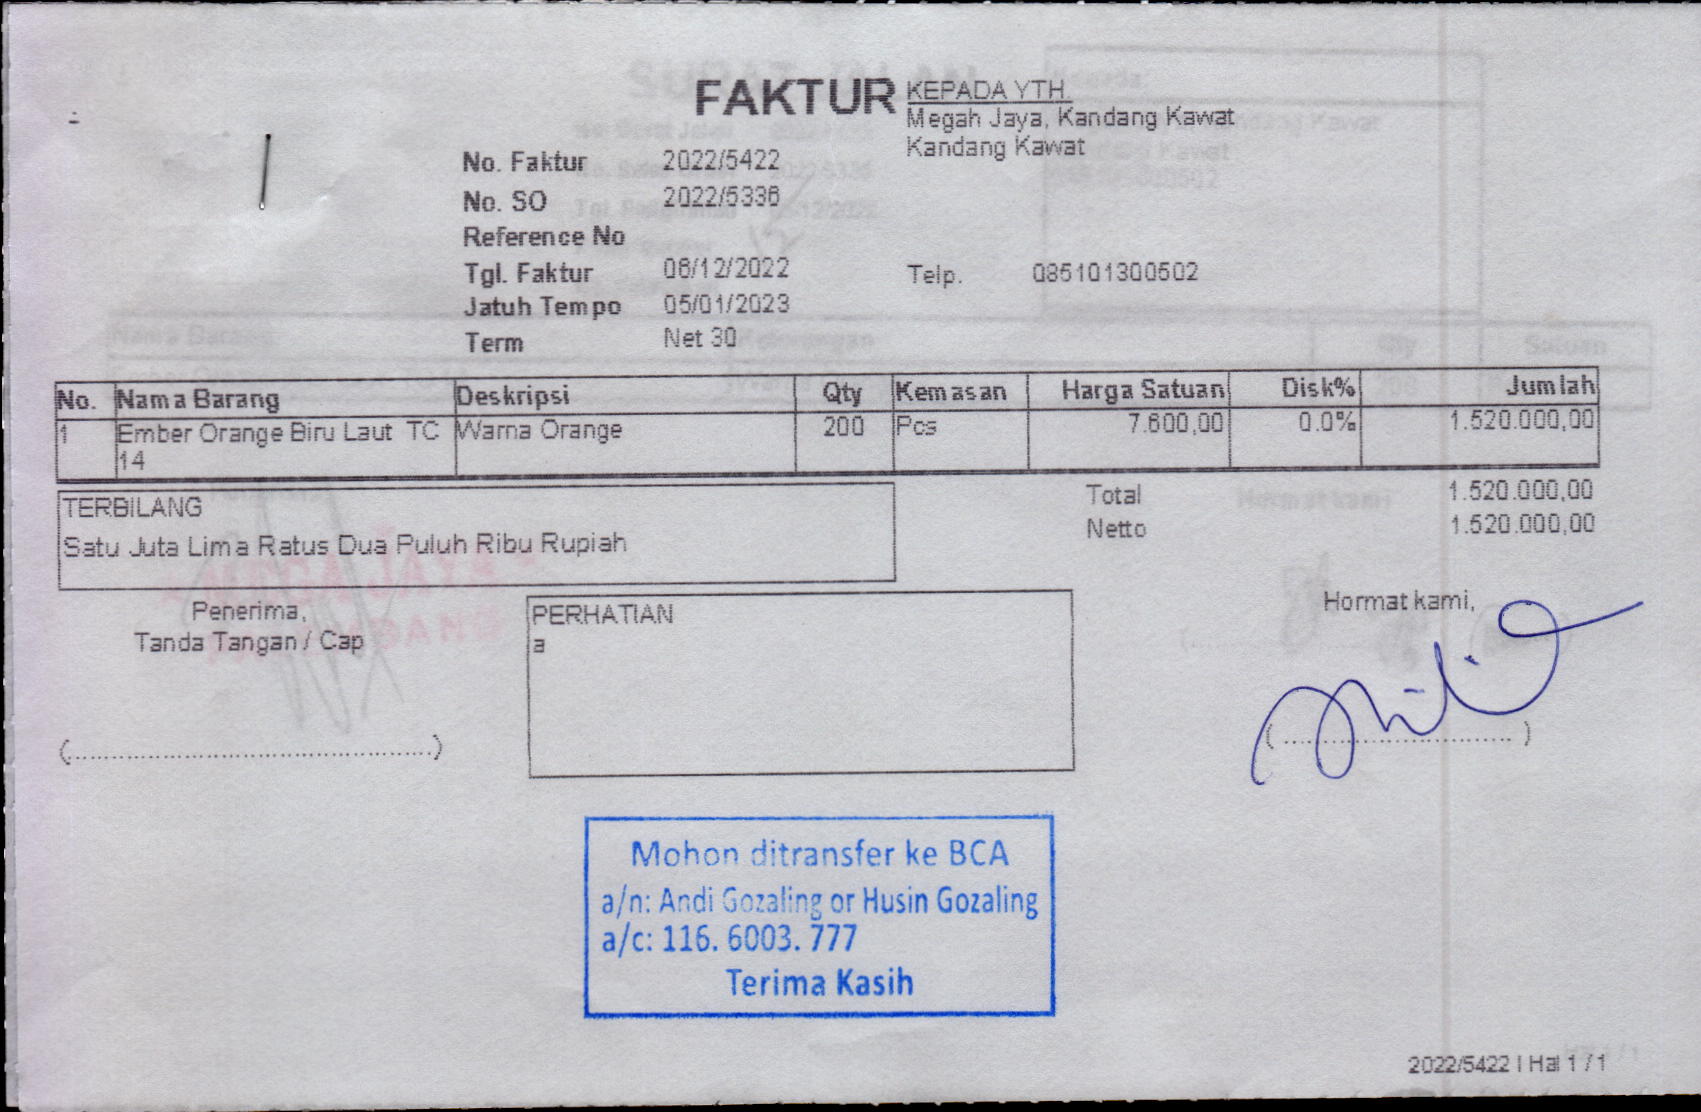 FAKTUR
KEPADA YTH.
Megah Jaya, Kandang Kawat
Kandang Kawat
No. Faktur 2022/5422
No. SO 2022/5336
Reference No
Tgl. Faktur 06/12/2022
Telp. 085101300502
Jatuh Tempo 05/01/2023
Term Net 30
No. Nama Barang Deskripsi Qty Kemasan Harga Satuan Disk% Jumlah
1 Ember Orange Biru Laut TC Warna Orange 200 Pcs 7.600,00 0.0% 1.520.000,00
14
Total 1.520.000,00
Netto 1.520.000,00
TERBILANG
Satu Juta Lima Ratus Dua Puluh Ribu Rupiah
Penerima,
Tanda Tangan / Cap
(..........................................)
PERHATIAN
a
Hormat kami,
(..............................)
Mohon ditransfer ke BCA
a/n: Andi Gozaling or Husin Gozaling
a/c: 116. 6003. 777
Terima Kasih
2022/5422 | Hal 1 / 1